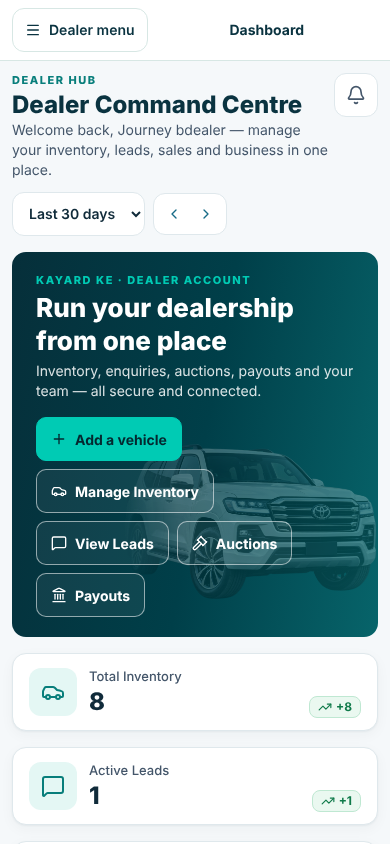 Dealer menu
Dashboard
DEALER HUB
Dealer Command Centre
Welcome back, Journey bdealer — manage
your inventory, leads, sales and business in one
place.
Last 30 days
KAYARD KE · DEALER ACCOUNT
Run your dealership
from one place
Inventory, enquiries, auctions, payouts and your
team — all secure and connected.
Add a vehicle
Manage Inventory
View Leads
Auctions
Payouts
Total Inventory
8
+8
Active Leads
1
+1